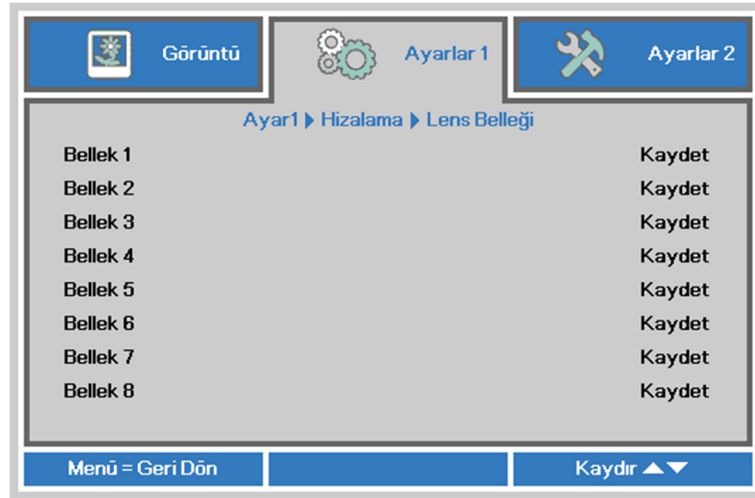 Görüntü Ayarlar 1 Ayarlar 2
Ayar1 Hizalama Lens Belleği
Bellek 1 Kaydet
Bellek 2 Kaydet
Bellek 3 Kaydet
Bellek 4 Kaydet
Bellek 5 Kaydet
Bellek 6 Kaydet
Bellek 7 Kaydet
Bellek 8 Kaydet
Menü = Geri Dön Kaydır